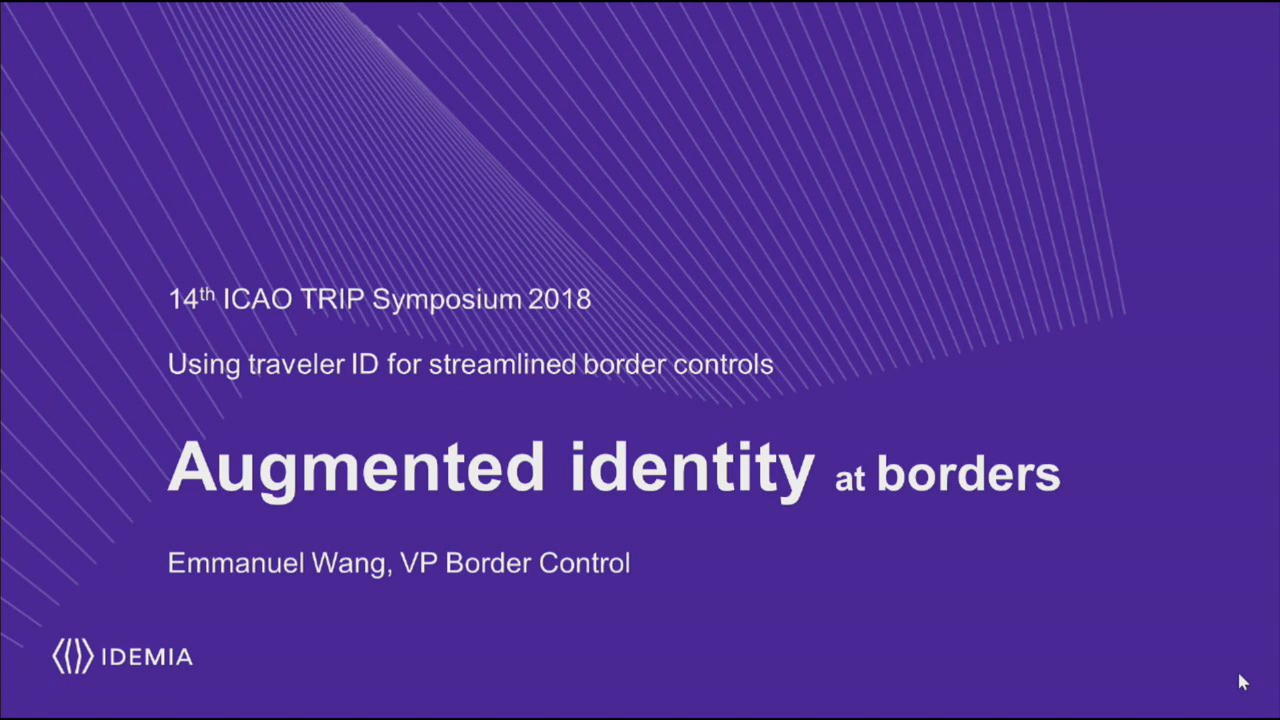 14th ICAO TRIP Symposium 2018
Using traveler ID for streamlined border controls
Augmented identity at borders
Emmanuel Wang, VP Border Control
IDEMIA